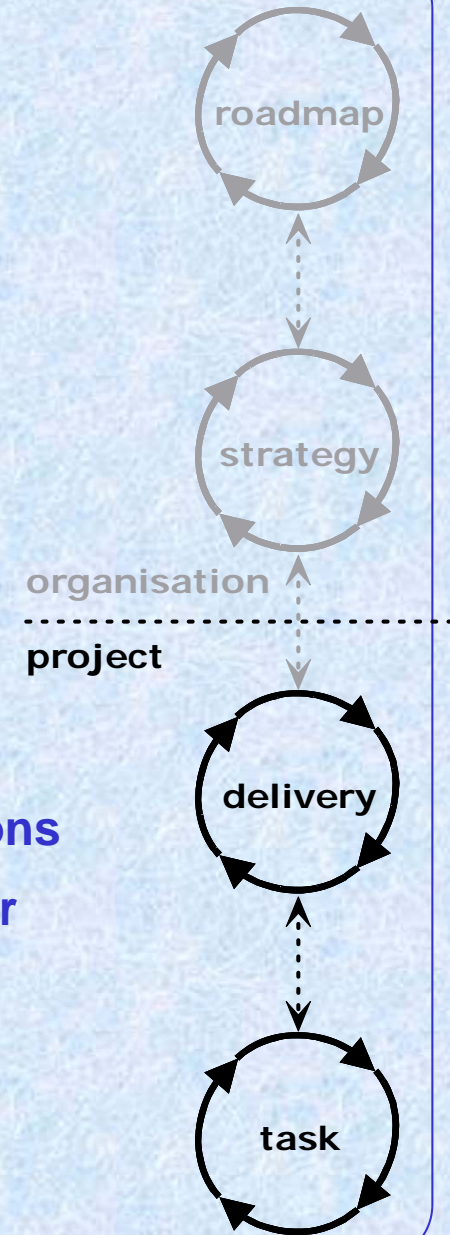 roadmap
strategy
organisation
project
delivery
task